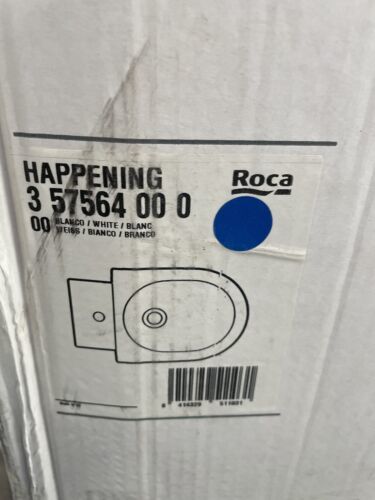 HAPPENING
Roca
3 57564 00 0
00 BLANCO / WHITE / BLANC
WEISS / BIANCO / BRANCO